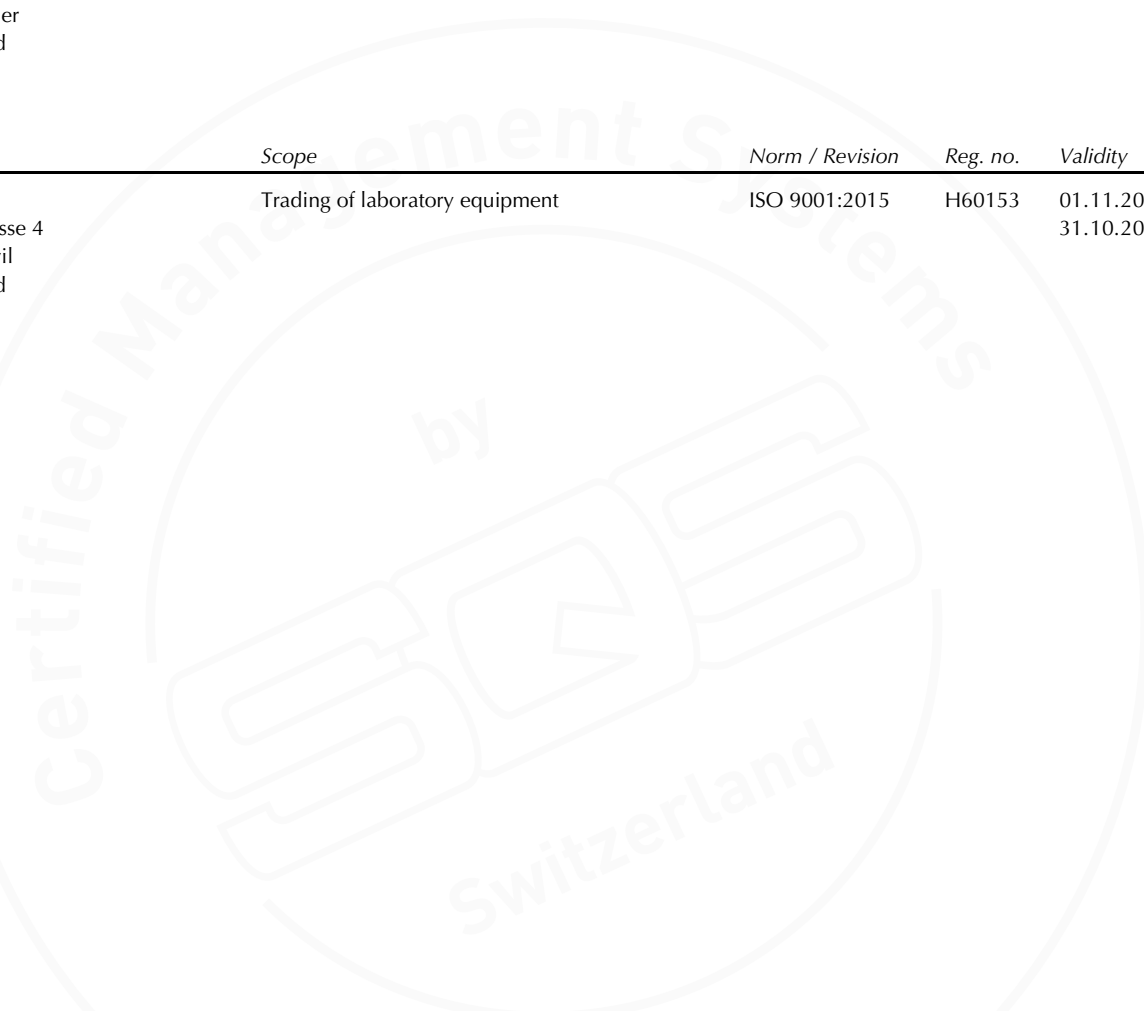 er
d
Scope Norm / Revision Reg. no. Validity
Trading of laboratory equipment ISO 9001:2015 H60153 01.11.20
sse 4 31.10.20
il
d
Certified Management Systems
by
SQS
Switzerland